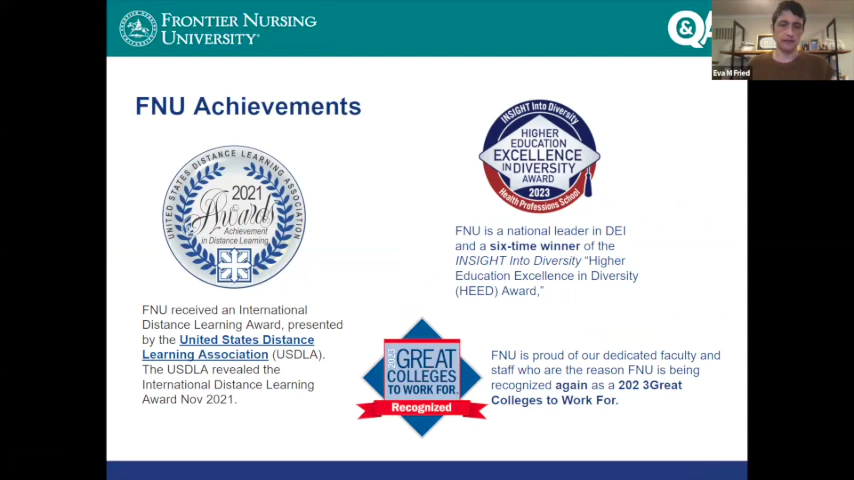 FRONTIER NURSING
UNIVERSITY®
Q&A
Eva M Fried
FNU Achievements
UNITED STATES DISTANCE LEARNING ASSOCIATION
2021
Awards
Achievement
in Distance Learning
INSIGHT Into Diversity
HIGHER
EDUCATION
EXCELLENCE
IN DIVERSITY
AWARD
2023
Health Professions School
FNU is a national leader in DEI
and a six-time winner of the
INSIGHT Into Diversity “Higher
Education Excellence in Diversity
(HEED) Award,”
FNU received an International
Distance Learning Award, presented
by the United States Distance
Learning Association (USDLA).
The USDLA revealed the
International Distance Learning
Award Nov 2021.
2023
GREAT
COLLEGES
TO WORK FOR.
Recognized
FNU is proud of our dedicated faculty and
staff who are the reason FNU is being
recognized again as a 202 3Great
Colleges to Work For.